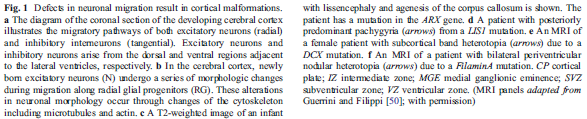 Fig. 1 Defects in neuronal migration result in cortical malformations.
a The diagram of the coronal section of the developing cerebral cortex
illustrates the migratory pathways of both excitatory neurons (radial)
and inhibitory interneurons (tangential). Excitatory neurons and
inhibitory neurons arise from the dorsal and ventral regions adjacent
to the lateral ventricles, respectively. b In the cerebral cortex, newly
born excitatory neurons (N) undergo a series of morphologic changes
during migration along radial glial progenitors (RG). These alterations
in neuronal morphology occur through changes of the cytoskeleton
including microtubules and actin. c A T2-weighted image of an infant
with lissencephaly and agenesis of the corpus callosum is shown. The
patient has a mutation in the ARX gene. d A patient with posteriorly
predominant pachygyria (arrows) from a LIS1 mutation. e An MRI of
a female patient with subcortical band heterotopia (arrows) due to a
DCX mutation. f An MRI of a patient with bilateral periventricular
nodular heterotopia (arrows) due to a FilaminA mutation. CP cortical
plate; IZ intermediate zone; MGE medial ganglionic eminence; SVZ
subventricular zone; VZ ventricular zone. (MRI panels adapted from
Guerrini and Filippi [50]; with permission)